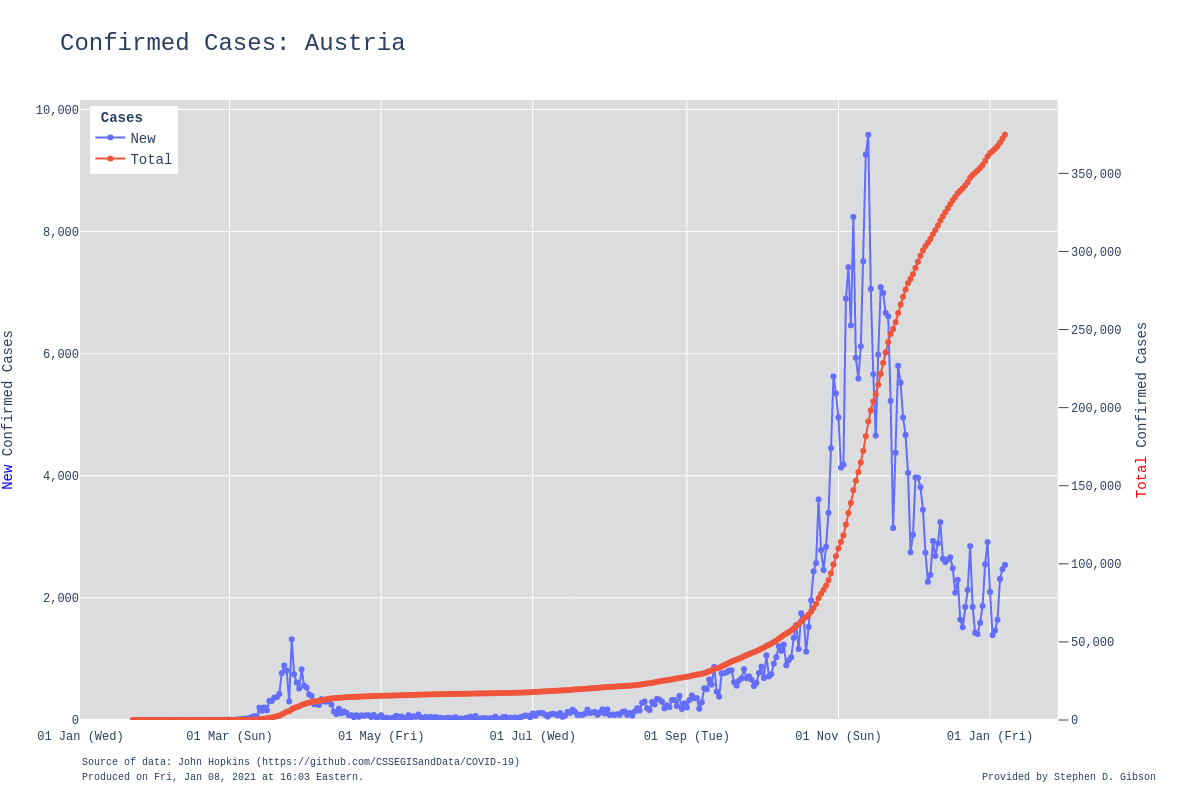 Confirmed Cases: Austria
Cases
New
Total
10,000
8,000
6,000
4,000
2,000
0
New Confirmed Cases
350,000
300,000
250,000
200,000
150,000
100,000
50,000
0
Total Confirmed Cases
01 Jan (Wed)
01 Mar (Sun)
01 May (Fri)
01 Jul (Wed)
01 Sep (Tue)
01 Nov (Sun)
01 Jan (Fri)
Source of data: John Hopkins (https://github.com/CSSEGISandData/COVID-19)
Produced on Fri, Jan 08, 2021 at 16:03 Eastern.
Provided by Stephen D. Gibson